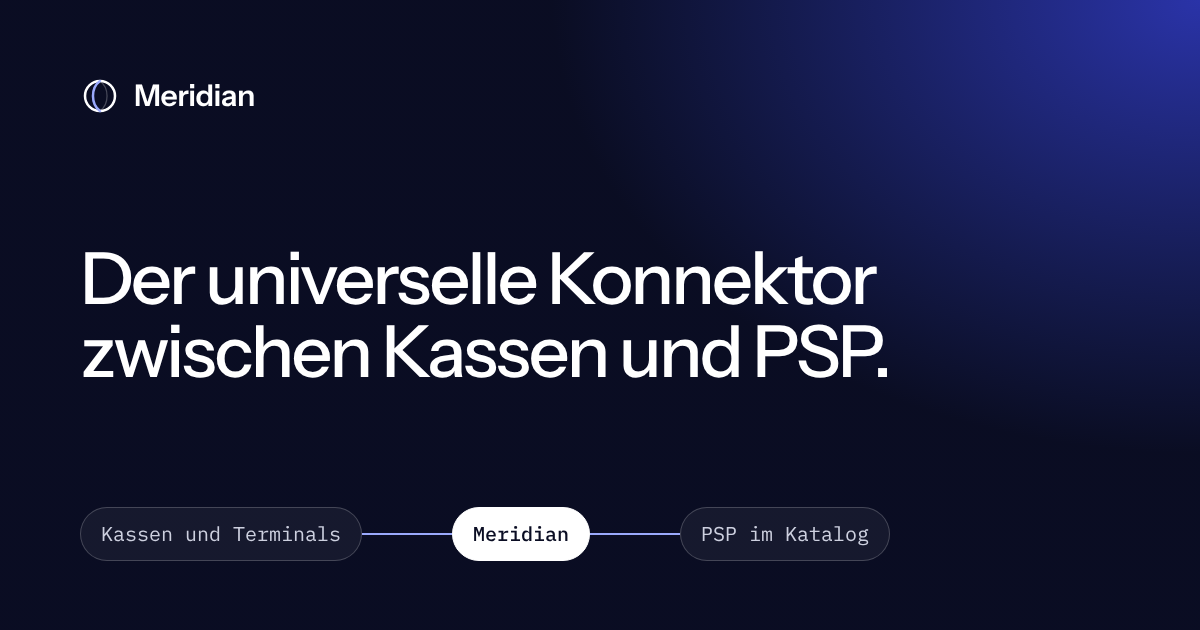 Meridian
Der universelle Konnektor
zwischen Kassen und PSP.
Kassen und Terminals
Meridian
PSP im Katalog